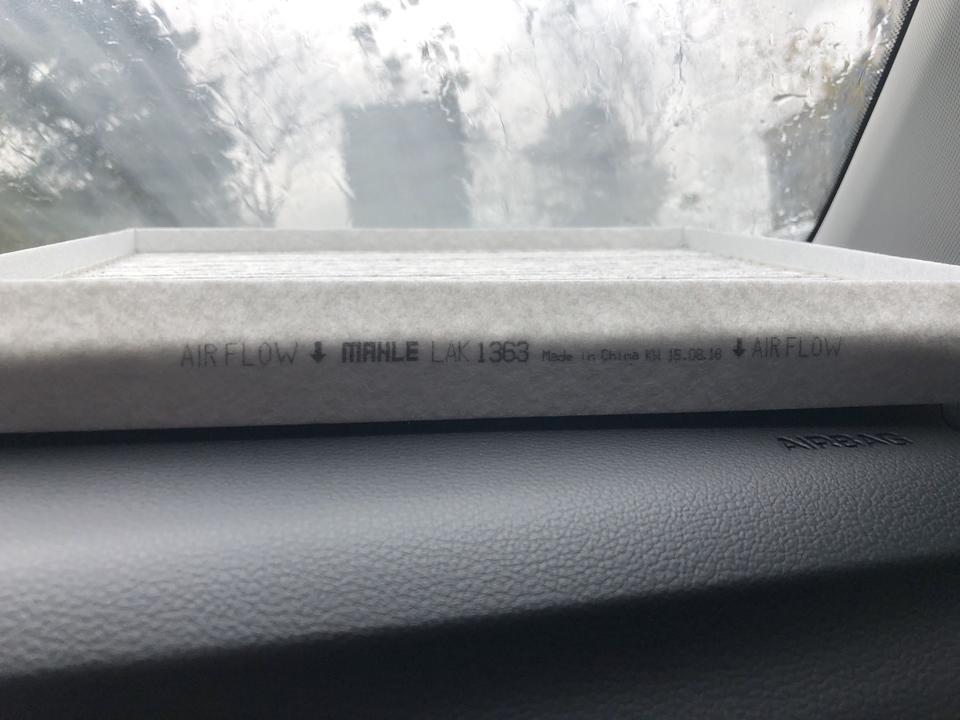 AIR FLOW ↓ MAHLE LAK 1363 Made in China KW 15.08.18 ↓ AIR FLOW
AIRBAG